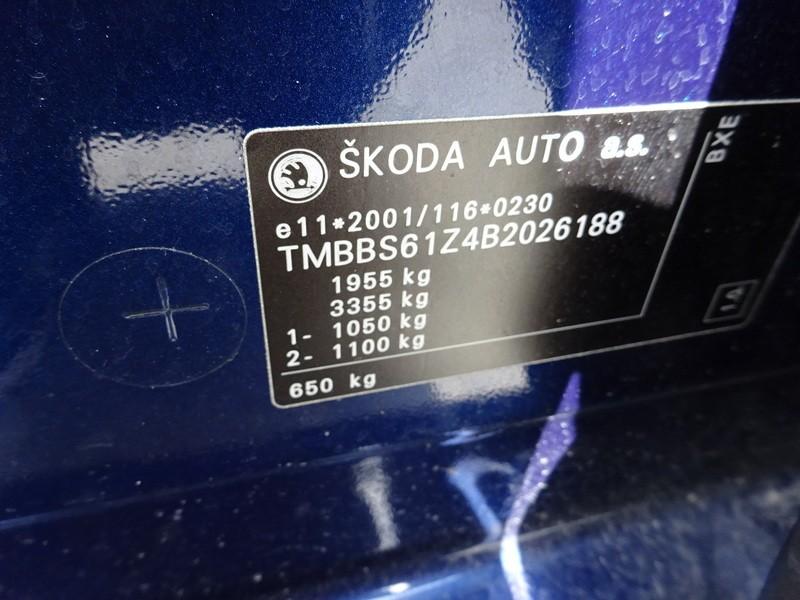 ŠKODA AUTO a.s.
e11*2001/116*0230
TMBBS61Z4B2026188
1955 kg
3355 kg
1- 1050 kg
2- 1100 kg
650 kg
BXE